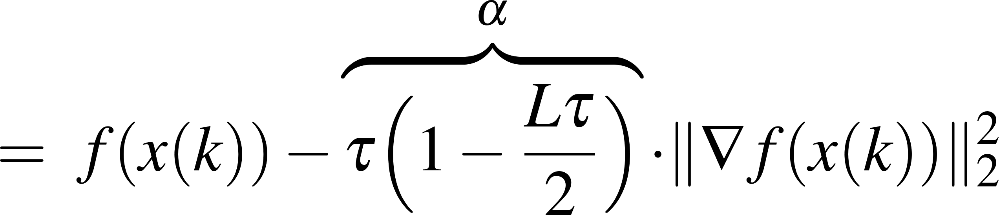 α
= f(x(k)) − τ(1 − Lτ/2) · ‖∇f(x(k))‖₂²